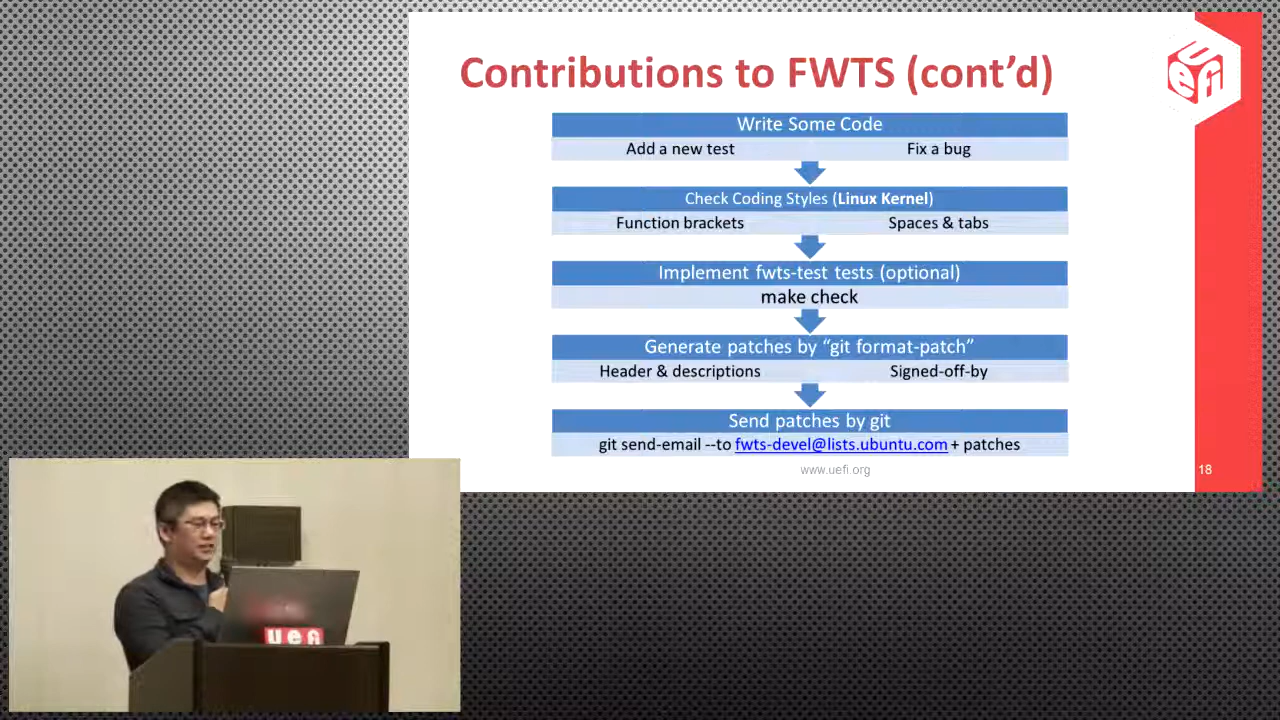 Contributions to FWTS (cont’d)
uefi
Write Some Code
Add a new test Fix a bug
Check Coding Styles (Linux Kernel)
Function brackets Spaces & tabs
Implement fwts-test tests (optional)
make check
Generate patches by “git format-patch”
Header & descriptions Signed-off-by
Send patches by git
git send-email --to fwts-devel@lists.ubuntu.com + patches
www.uefi.org
18
uefi